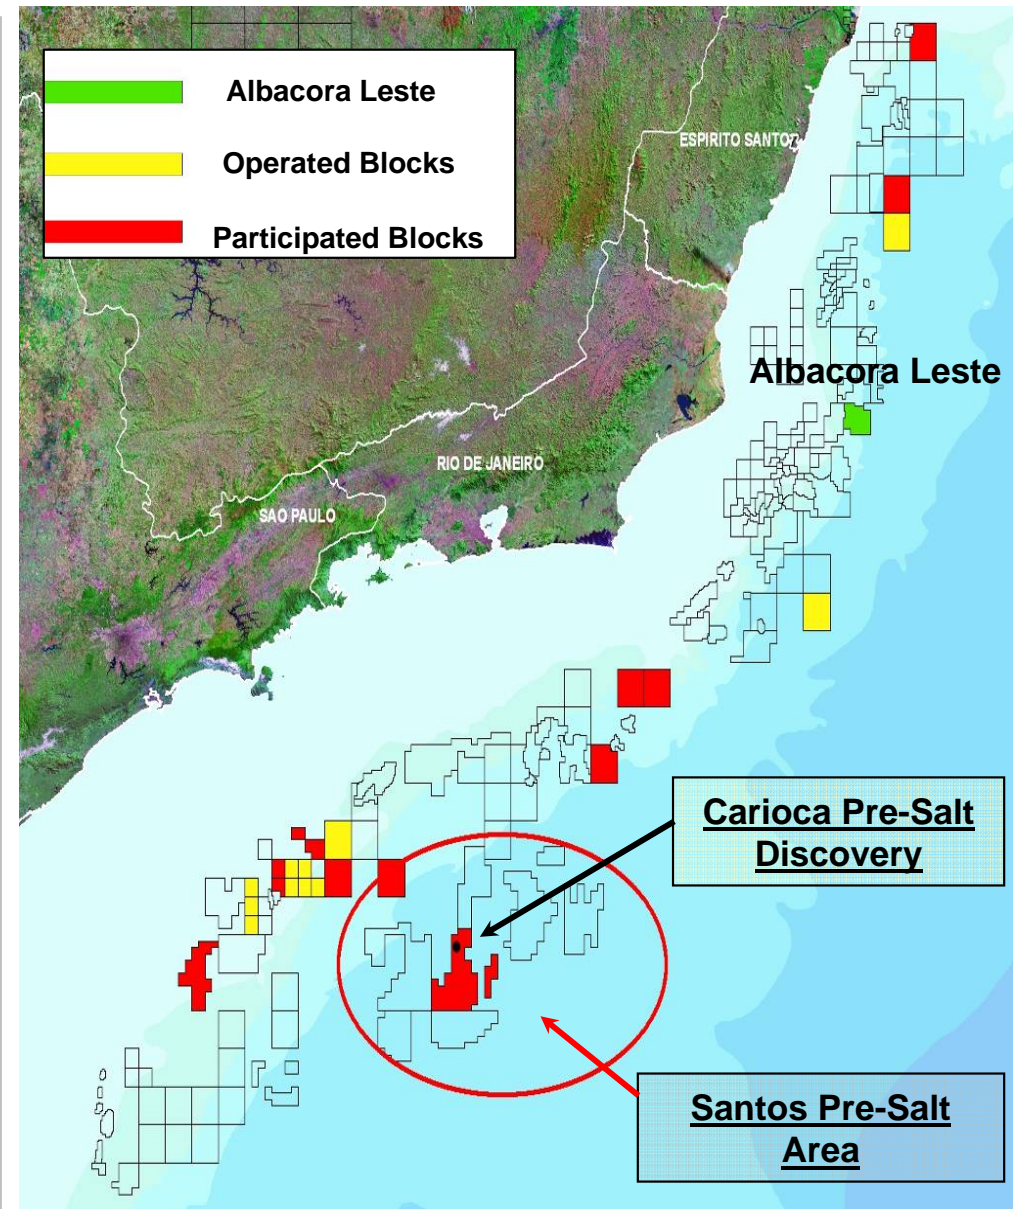 Albacora Leste
Operated Blocks
Participated Blocks
ESPIRITO SANTO
Albacora Leste
RIO DE JANEIRO
SAO PAULO
Carioca Pre-Salt
Discovery
Santos Pre-Salt
Area